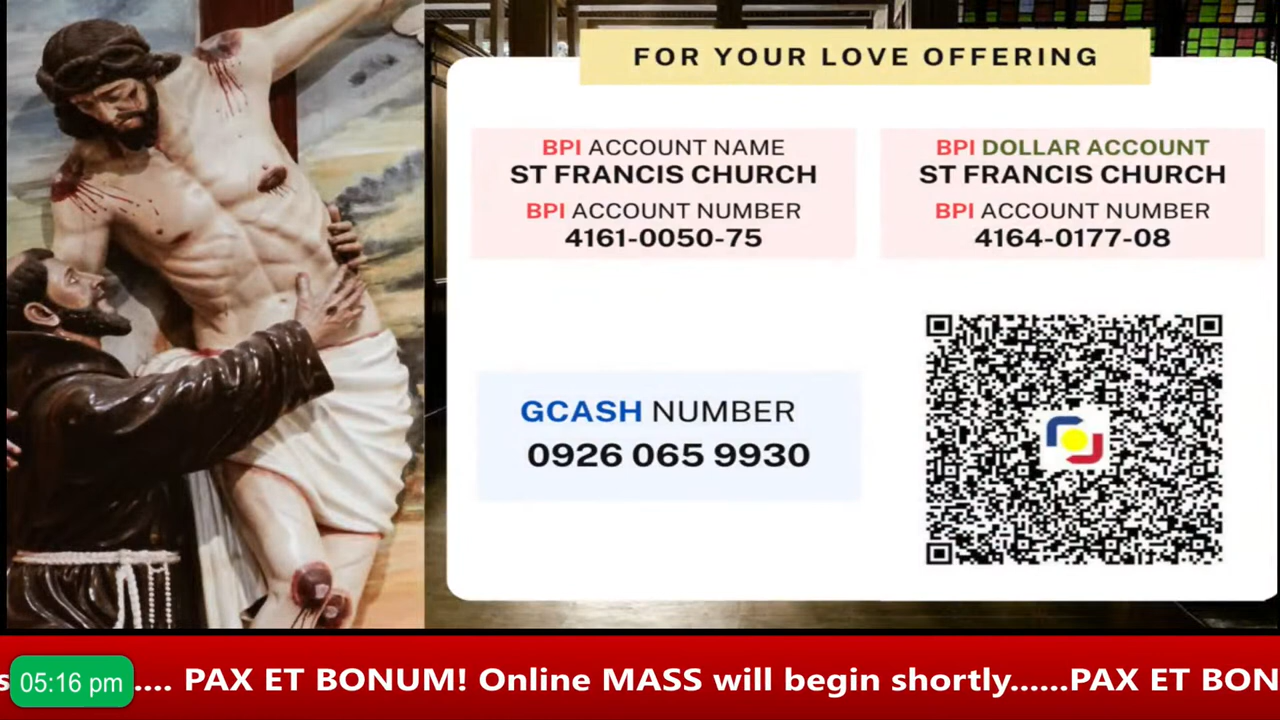 FOR YOUR LOVE OFFERING
BPI ACCOUNT NAME
ST FRANCIS CHURCH
BPI ACCOUNT NUMBER
4161-0050-75
BPI DOLLAR ACCOUNT
ST FRANCIS CHURCH
BPI ACCOUNT NUMBER
4164-0177-08
GCASH NUMBER
0926 065 9930
05:16 pm
.... PAX ET BONUM! Online MASS will begin shortly......PAX ET BON